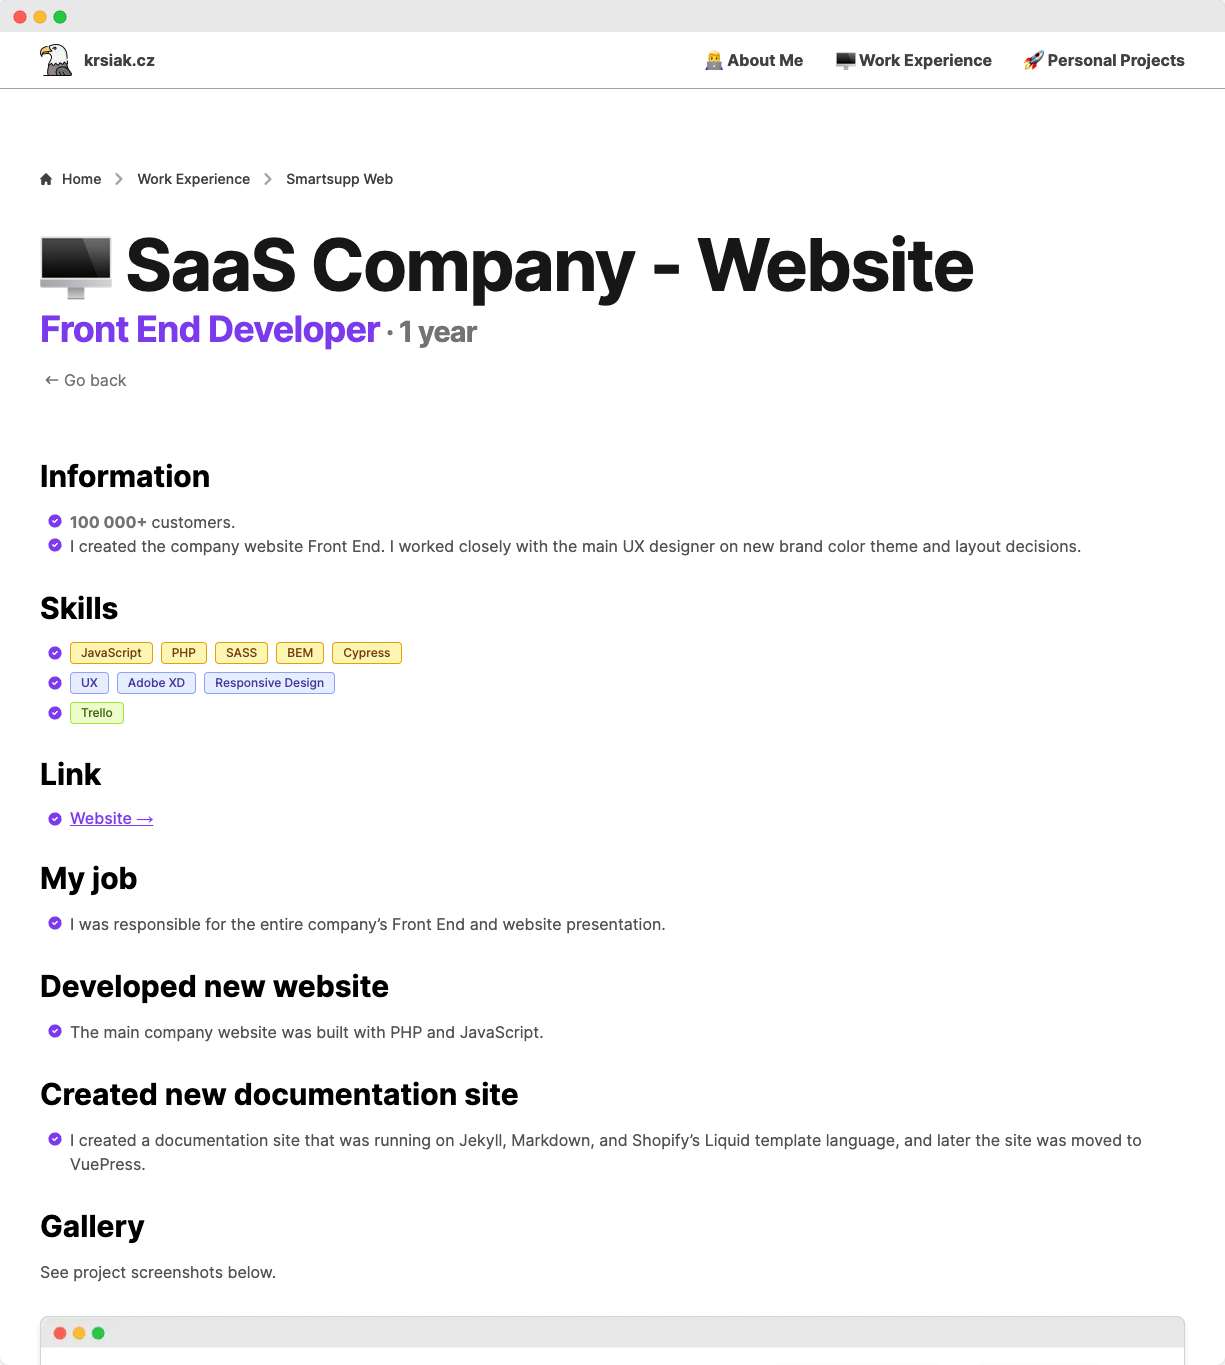 krsiak.cz
About Me
Work Experience
Personal Projects
Home
Work Experience
Smartsupp Web
SaaS Company - Website
Front End Developer · 1 year
← Go back
Information
100 000+ customers.
I created the company website Front End. I worked closely with the main UX designer on new brand color theme and layout decisions.
Skills
JavaScript PHP SASS BEM Cypress
UX Adobe XD Responsive Design
Trello
Link
Website →
My job
I was responsible for the entire company’s Front End and website presentation.
Developed new website
The main company website was built with PHP and JavaScript.
Created new documentation site
I created a documentation site that was running on Jekyll, Markdown, and Shopify’s Liquid template language, and later the site was moved to
VuePress.
Gallery
See project screenshots below.